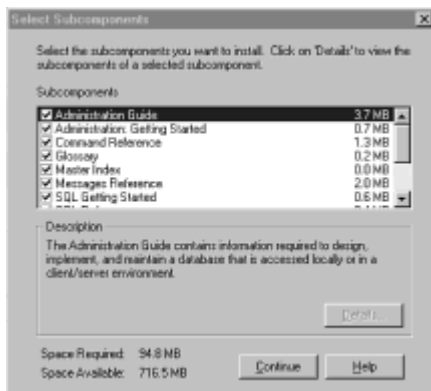 Select Subcomponents
Select the subcomponents you want to install. Click on 'Details' to view the
subcomponents of a selected subcomponent.
Subcomponents
Administration Guide 3.7 MB
Administration: Getting Started 0.7 MB
Command Reference 1.3 MB
Glossary 0.2 MB
Master Index 0.0 MB
Messages Reference 2.0 MB
SQL Getting Started 0.6 MB
Description
The Administration Guide contains information required to design,
implement, and maintain a database that is accessed locally or in a
client/server environment.
Details...
Space Required: 94.8 MB
Space Available: 716.5 MB
Continue
Help